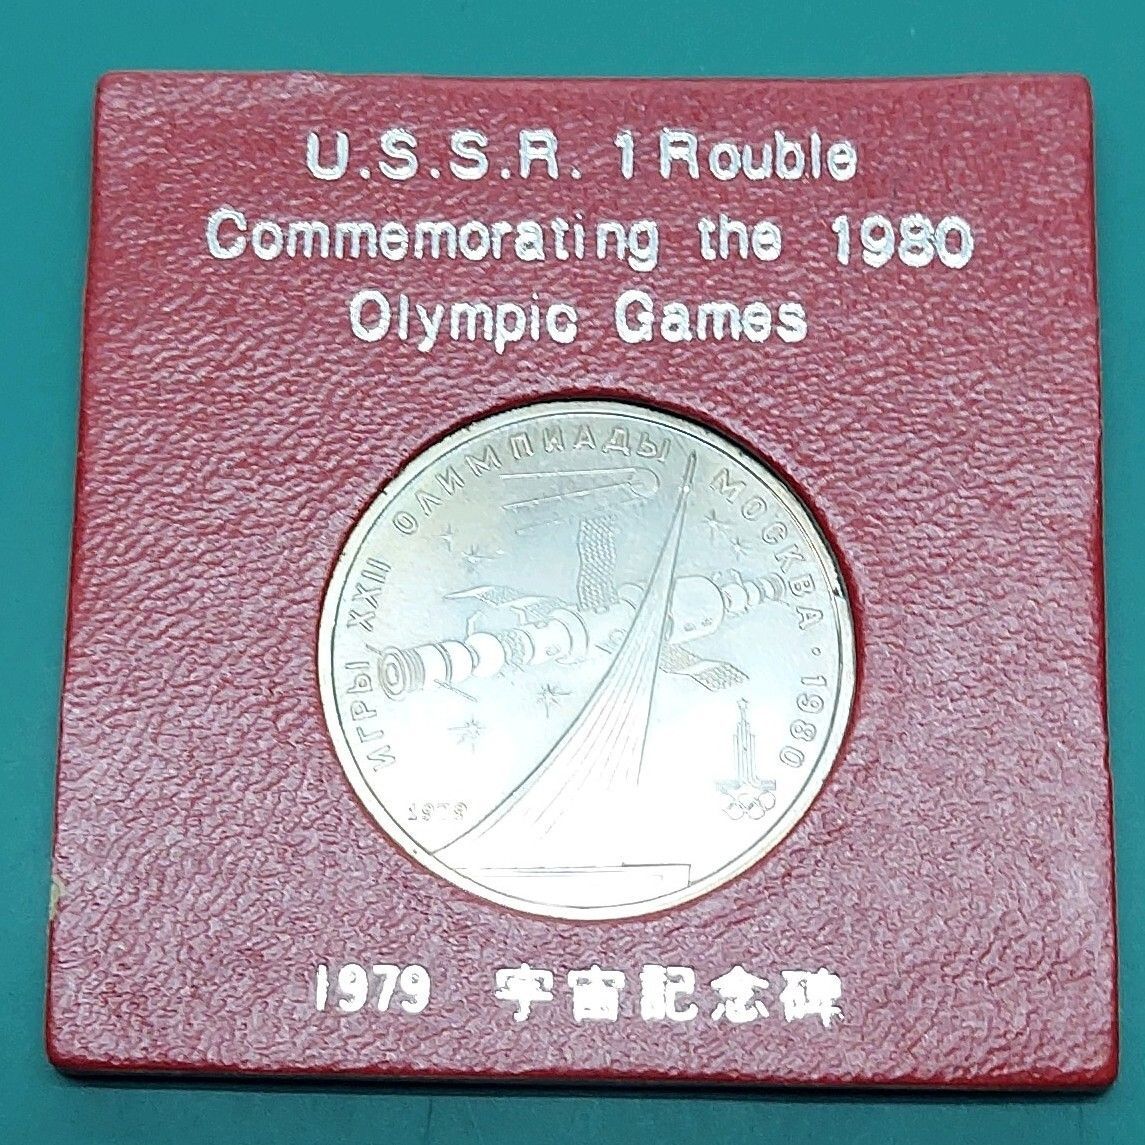 U.S.S.R. 1 Rouble
Commemorating the 1980
Olympic Games
ИГРЫ XXII ОЛИМПИАДЫ МОСКВА · 1980
1979
1979 宇宙記念碑